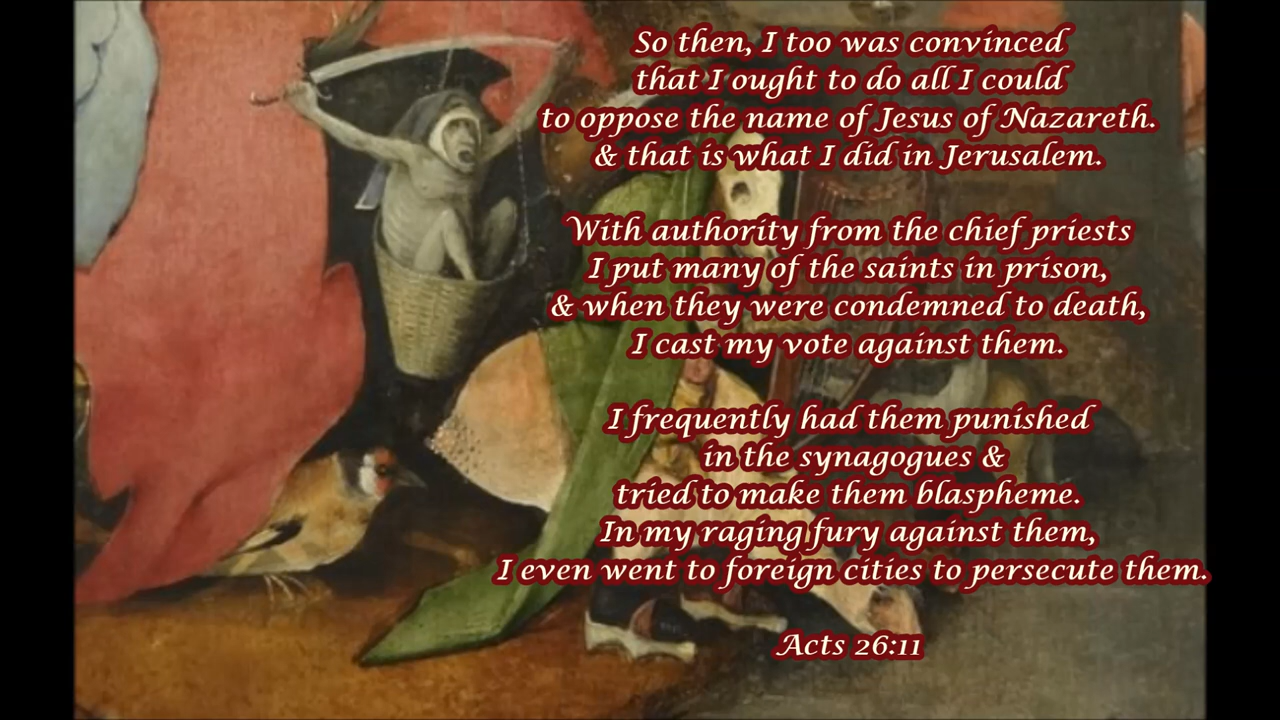 So then, I too was convinced
that I ought to do all I could
to oppose the name of Jesus of Nazareth.
& that is what I did in Jerusalem.
With authority from the chief priests
I put many of the saints in prison,
& when they were condemned to death,
I cast my vote against them.
I frequently had them punished
in the synagogues &
tried to make them blaspheme.
In my raging fury against them,
I even went to foreign cities to persecute them.
Acts 26:11